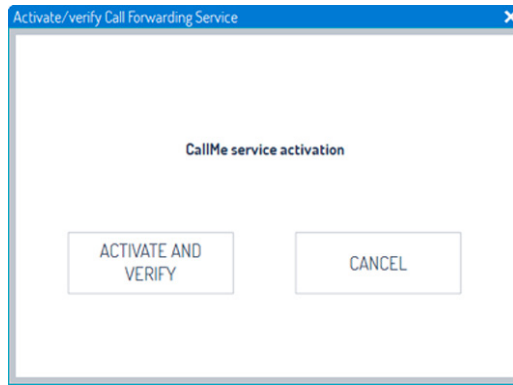 Activate/verify Call Forwarding Service
CallMe service activation
ACTIVATE AND
VERIFY
CANCEL